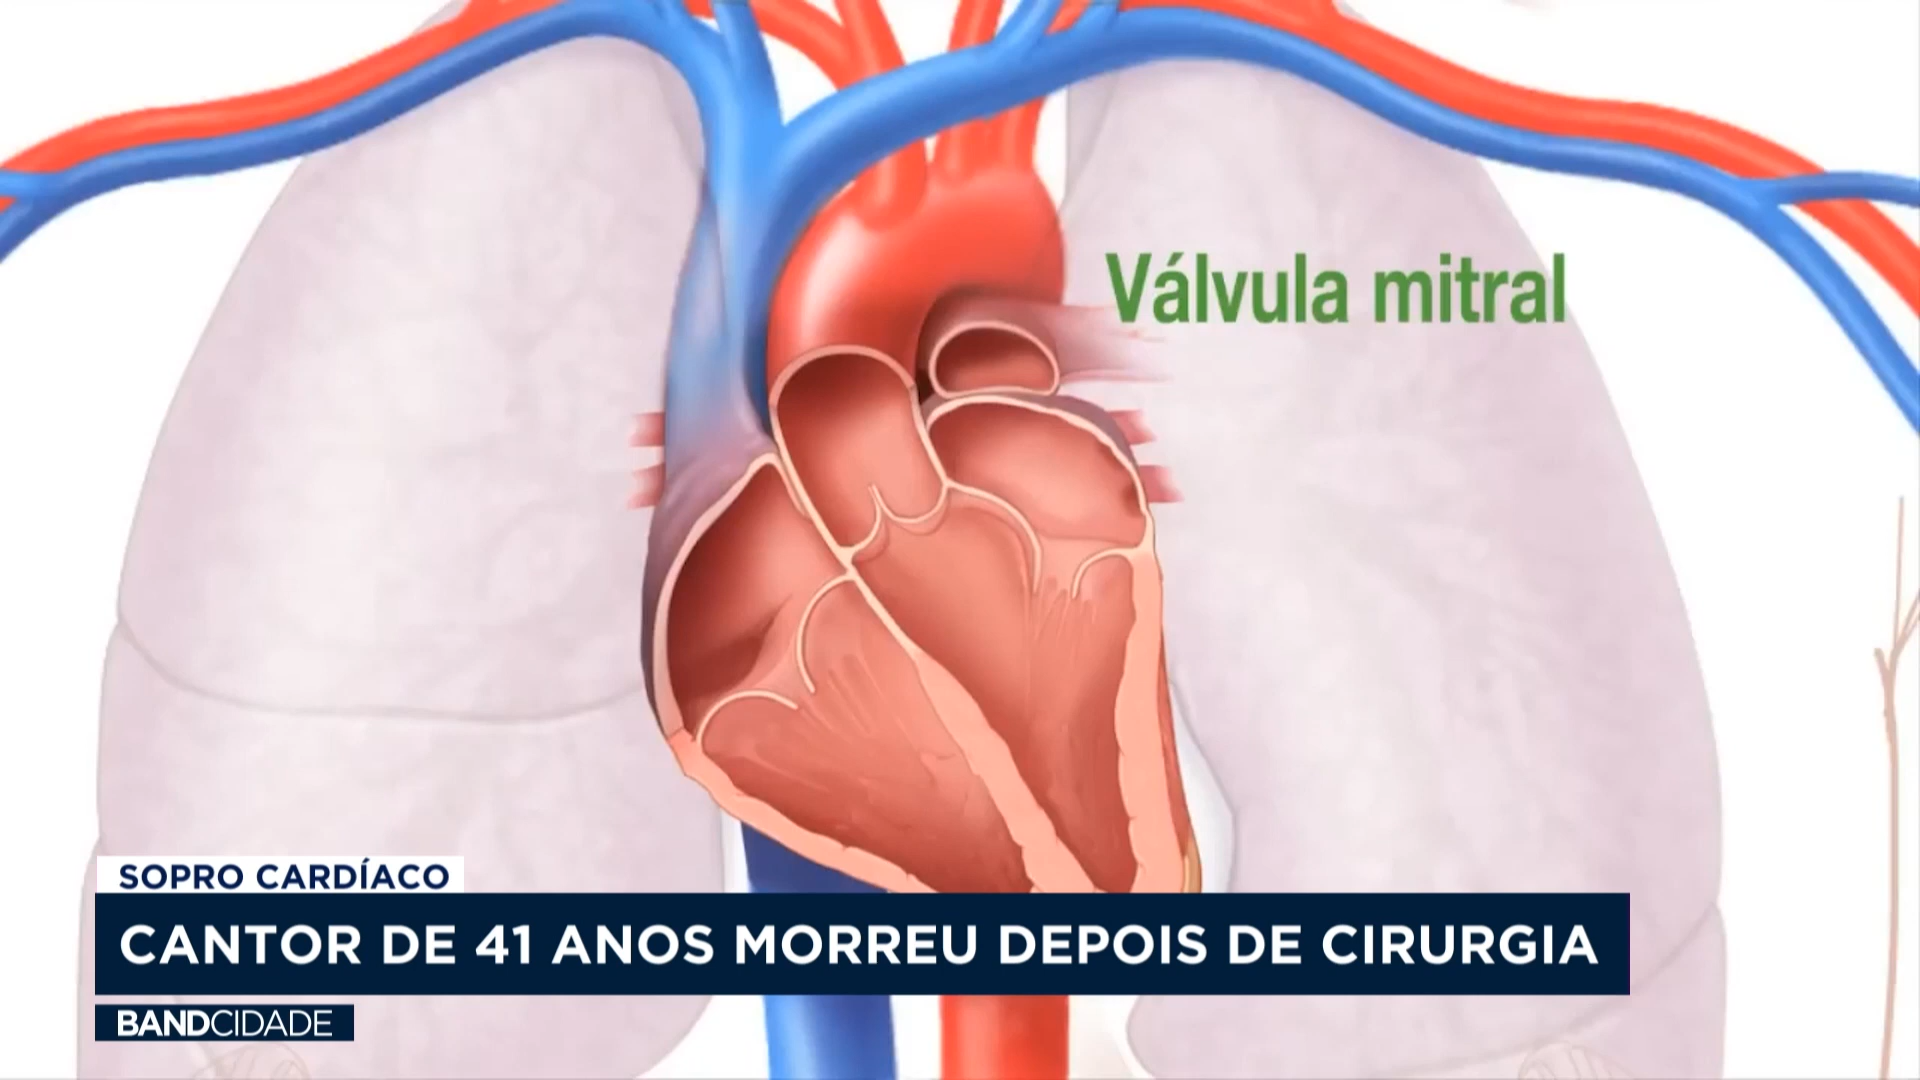 Válvula mitral
SOPRO CARDÍACO
CANTOR DE 41 ANOS MORREU DEPOIS DE CIRURGIA
BANDCIDADE